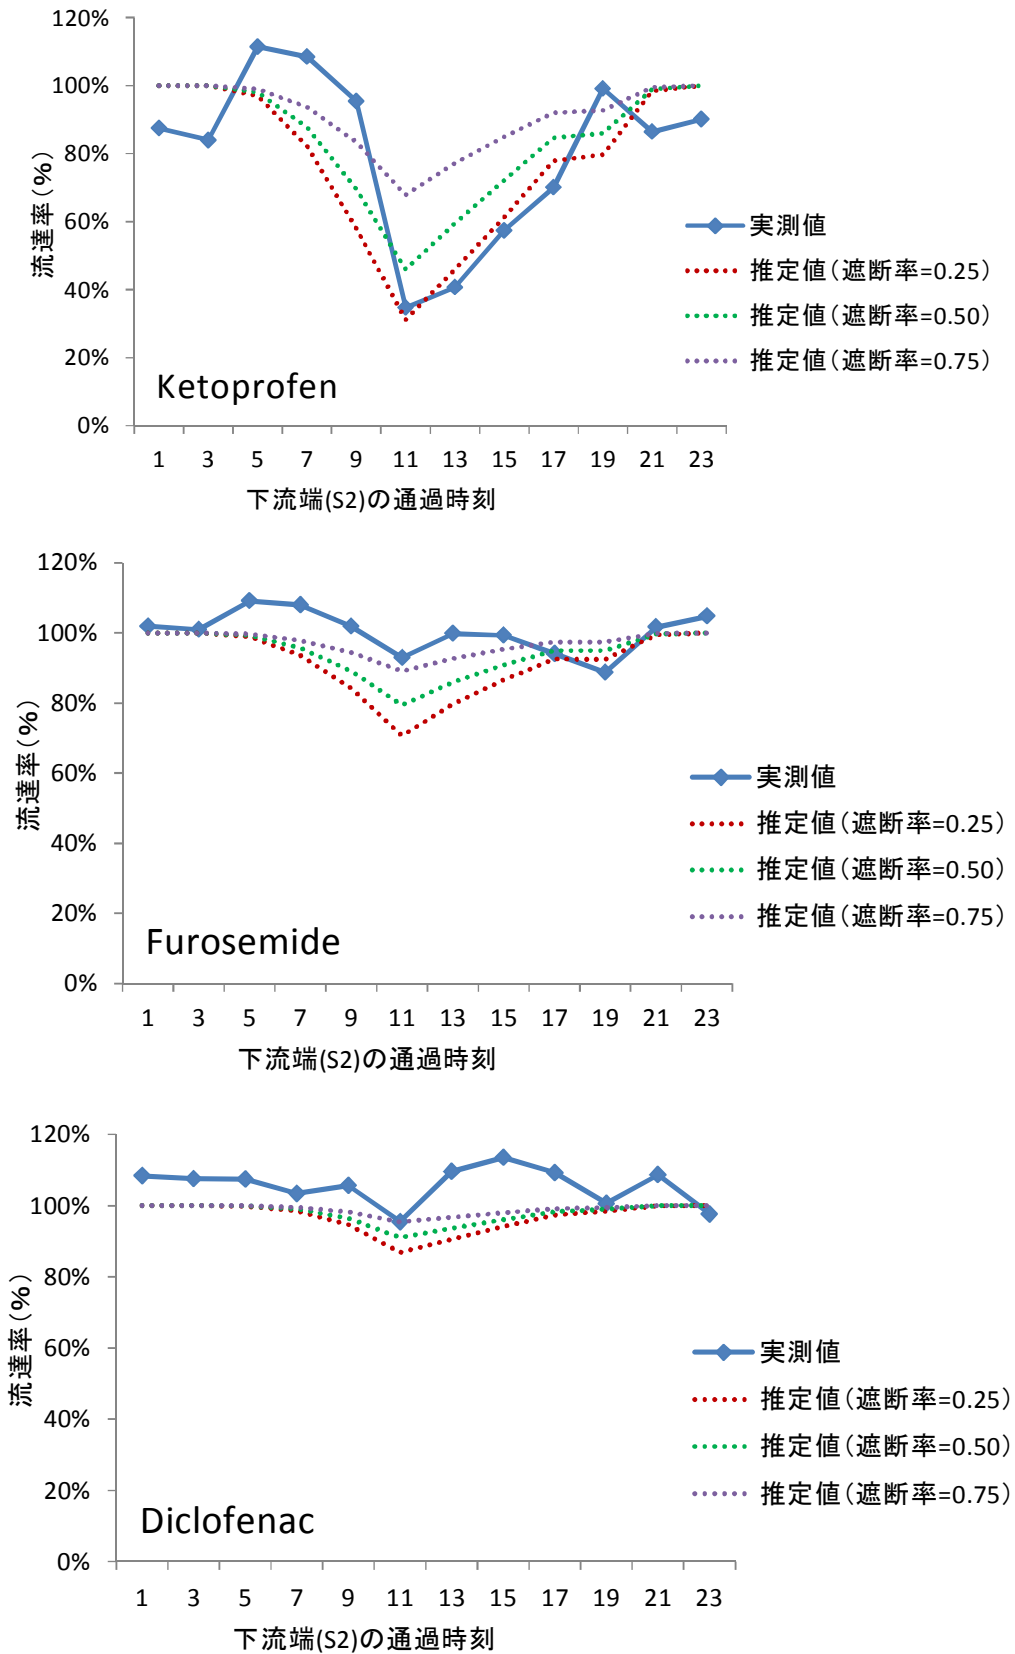 120%
100%
80%
60%
40%
20%
0%
流達率(%)
Ketoprofen
実測値
推定値(遮断率=0.25)
推定値(遮断率=0.50)
推定値(遮断率=0.75)
1 3 5 7 9 11 13 15 17 19 21 23
下流端(S2)の通過時刻
120%
100%
80%
60%
40%
20%
0%
流達率(%)
Furosemide
実測値
推定値(遮断率=0.25)
推定値(遮断率=0.50)
推定値(遮断率=0.75)
1 3 5 7 9 11 13 15 17 19 21 23
下流端(S2)の通過時刻
120%
100%
80%
60%
40%
20%
0%
流達率(%)
Diclofenac
実測値
推定値(遮断率=0.25)
推定値(遮断率=0.50)
推定値(遮断率=0.75)
1 3 5 7 9 11 13 15 17 19 21 23
下流端(S2)の通過時刻